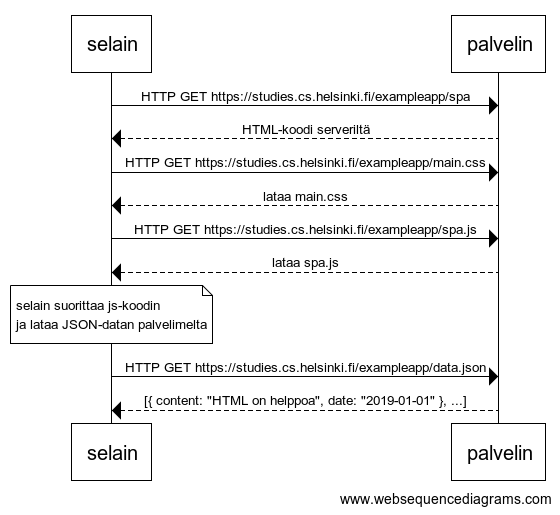 selain palvelin
HTTP GET https://studies.cs.helsinki.fi/exampleapp/spa
HTML-koodi serveriltä
HTTP GET https://studies.cs.helsinki.fi/exampleapp/main.css
lataa main.css
HTTP GET https://studies.cs.helsinki.fi/exampleapp/spa.js
lataa spa.js
selain suorittaa js-koodin
ja lataa JSON-datan palvelimelta
HTTP GET https://studies.cs.helsinki.fi/exampleapp/data.json
[{ content: "HTML on helppoa", date: "2019-01-01" }, ...]
selain palvelin
www.websequencediagrams.com